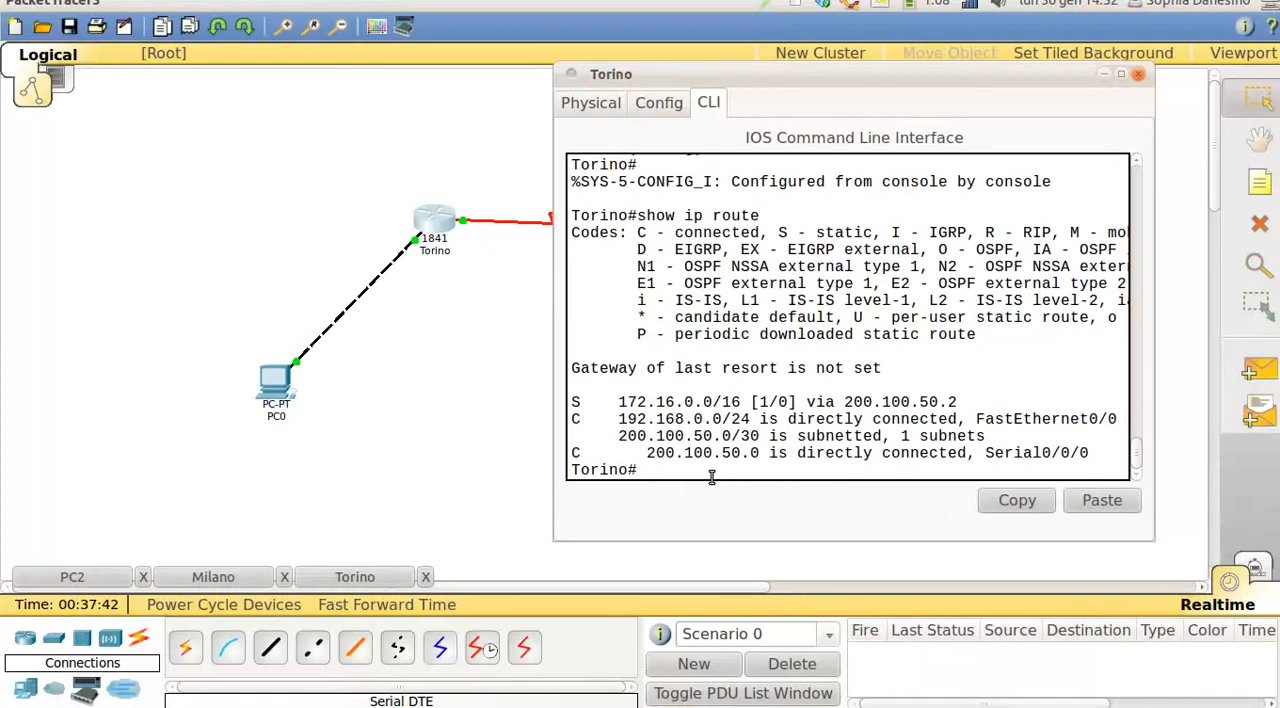 PacketTracer5
1:08
lun 30 gen 14:32
Sophia Danesino
Logical
[Root]
New Cluster
Move Object
Set Tiled Background
Viewport
Torino
Physical
Config
CLI
IOS Command Line Interface
Torino#
%SYS-5-CONFIG_I: Configured from console by console
Torino#show ip route
Codes: C - connected, S - static, I - IGRP, R - RIP, M - mo
D - EIGRP, EX - EIGRP external, O - OSPF, IA - OSPF
N1 - OSPF NSSA external type 1, N2 - OSPF NSSA exter
E1 - OSPF external type 1, E2 - OSPF external type 2
i - IS-IS, L1 - IS-IS level-1, L2 - IS-IS level-2, i
* - candidate default, U - per-user static route, o
P - periodic downloaded static route
Gateway of last resort is not set
S 172.16.0.0/16 [1/0] via 200.100.50.2
C 192.168.0.0/24 is directly connected, FastEthernet0/0
200.100.50.0/30 is subnetted, 1 subnets
C 200.100.50.0 is directly connected, Serial0/0/0
Torino#
Copy
Paste
1841
Torino
PC-PT
PC0
PC2 X
Milano X
Torino X
Time: 00:37:42
Power Cycle Devices
Fast Forward Time
Realtime
Connections
Serial DTE
Scenario 0
New
Delete
Toggle PDU List Window
Fire
Last Status
Source
Destination
Type
Color
Time